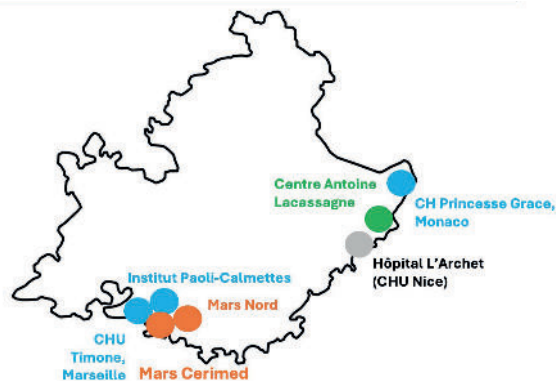 Centre Antoine
Lacassagne
CH Princesse Grace,
Monaco
Hôpital L'Archet
(CHU Nice)
Institut Paoli-Calmettes
Mars Nord
CHU
Timone,
Marseille
Mars Cerimed